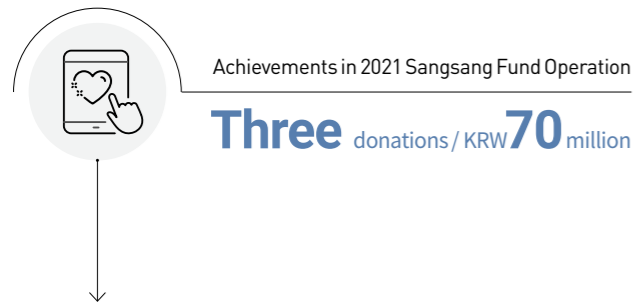 Achievements in 2021 Sangsang Fund Operation
Three donations / KRW 70 million